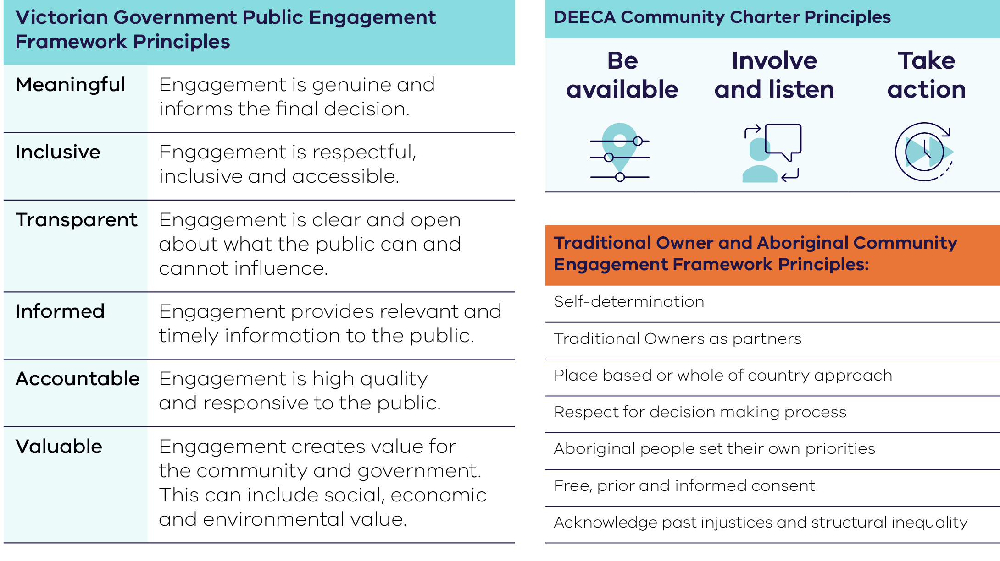 Victorian Government Public Engagement
Framework Principles
Meaningful
Engagement is genuine and
informs the final decision.
Inclusive
Engagement is respectful,
inclusive and accessible.
Transparent
Engagement is clear and open
about what the public can and
cannot influence.
Informed
Engagement provides relevant and
timely information to the public.
Accountable
Engagement is high quality
and responsive to the public.
Valuable
Engagement creates value for
the community and government.
This can include social, economic
and environmental value.
DEECA Community Charter Principles
Be
available
Involve
and listen
Take
action
Traditional Owner and Aboriginal Community
Engagement Framework Principles:
Self-determination
Traditional Owners as partners
Place based or whole of country approach
Respect for decision making process
Aboriginal people set their own priorities
Free, prior and informed consent
Acknowledge past injustices and structural inequality